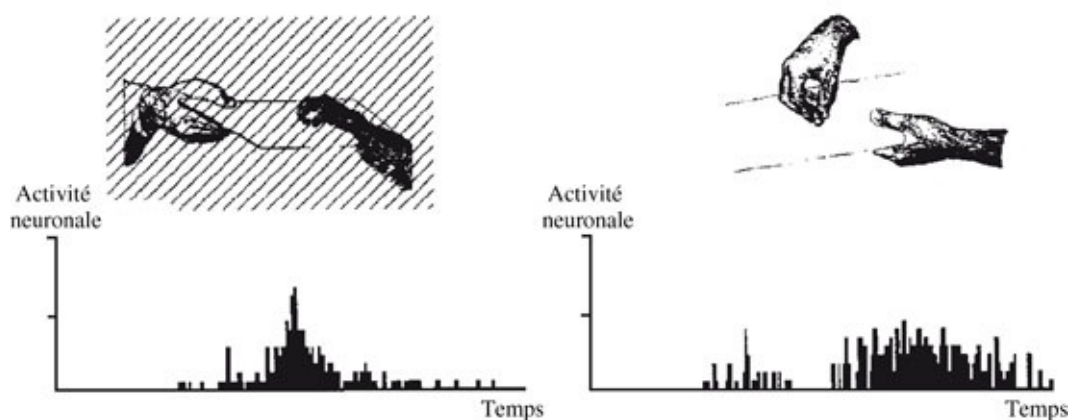 Activité
neuronale
Temps
Activité
neuronale
Temps